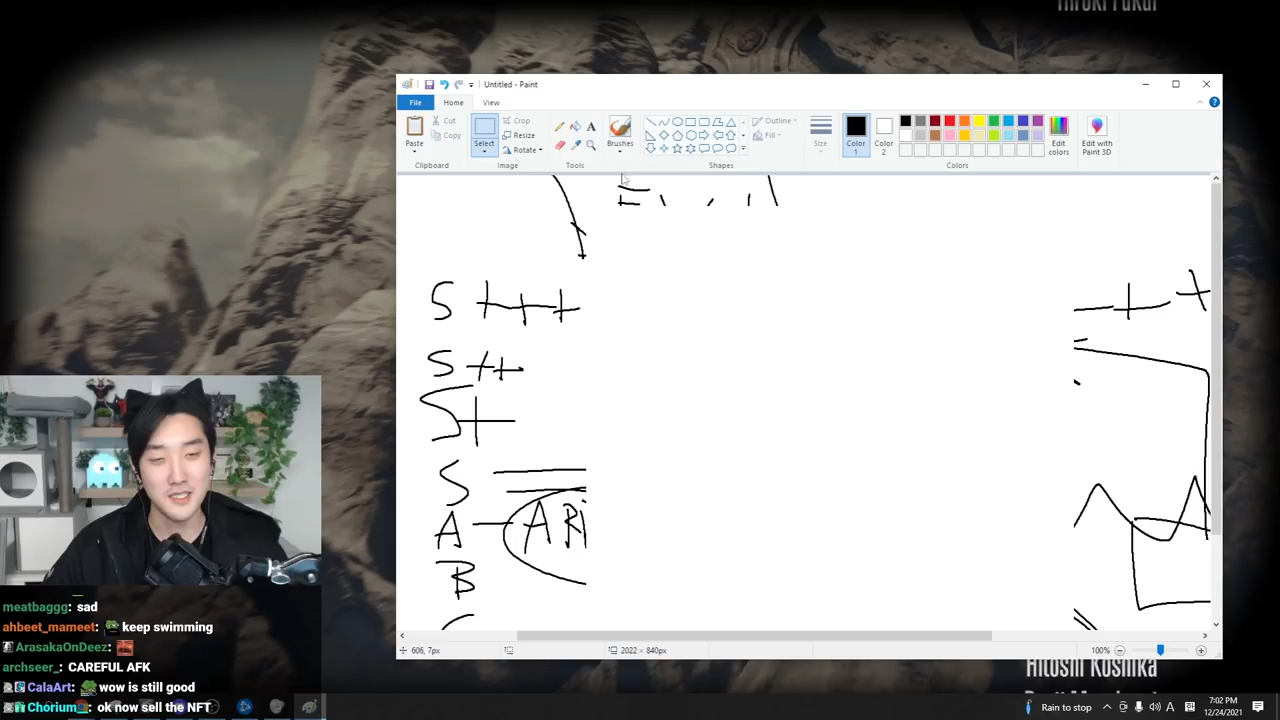 Untitled - Paint
File Home View
Paste
Cut
Copy
Clipboard
Select
Crop
Resize
Rotate
Image
Tools
Brushes
Outline
Fill
Shapes
Size
Color 1
Color 2
Edit colors
Edit with Paint 3D
Colors
S +++
S ++
S+
S
A - ARI
B
606, 7px
2022 × 840px
100%
meatbaggg: sad
ahbeet_mameet: keep swimming
ArasakaOnDeez:
archseer_: CAREFUL AFK
CalaArt: wow is still good
Chorium_: ok now sell the NFT
Hitoshi Koshika
Rain to stop
A
7:02 PM
12/24/2021